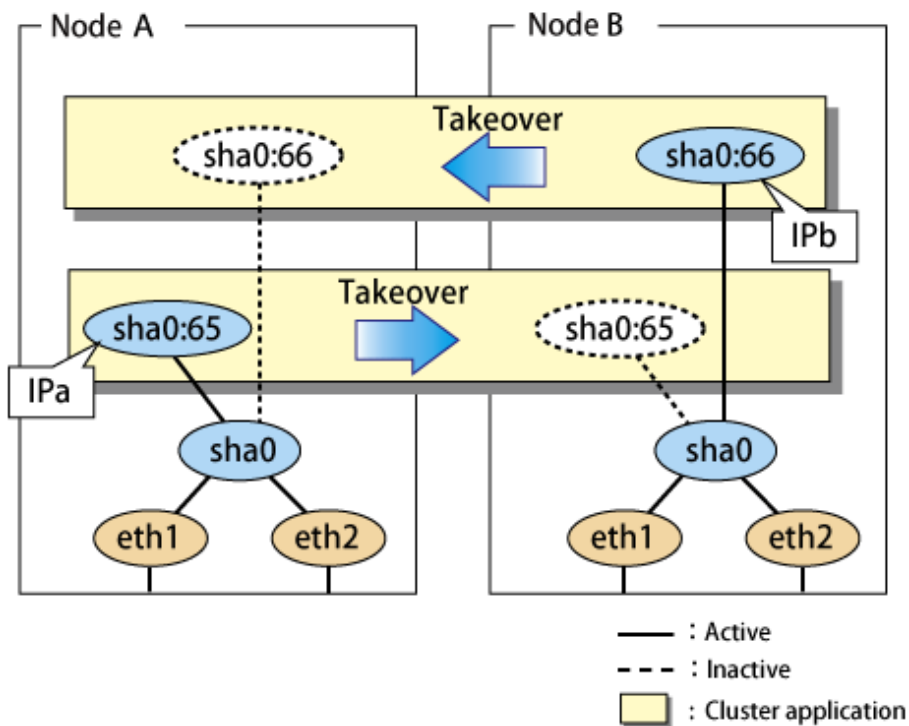 Node A
Node B
Takeover
sha0:66
sha0:66
IPb
Takeover
sha0:65
sha0:65
IPa
sha0
sha0
eth1
eth2
eth1
eth2
: Active
: Inactive
: Cluster application